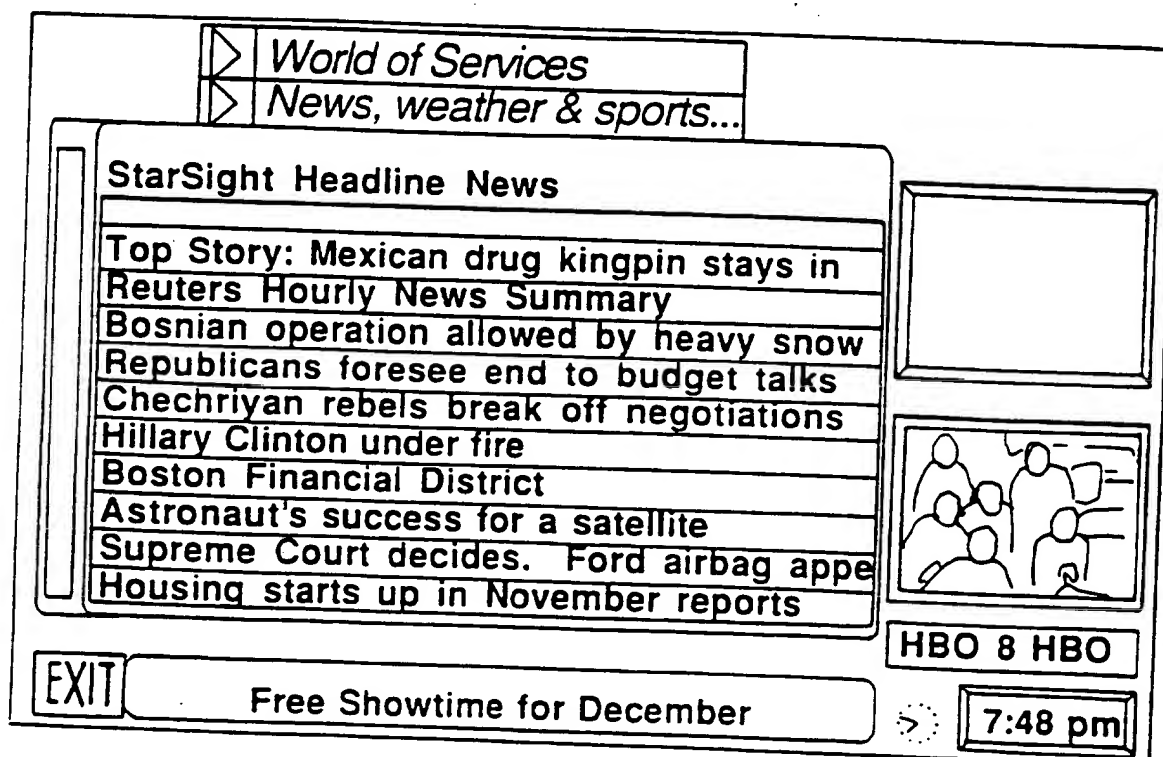 World of Services
News, weather & sports...
StarSight Headline News
Top Story: Mexican drug kingpin stays in
Reuters Hourly News Summary
Bosnian operation allowed by heavy snow
Republicans foresee end to budget talks
Chechriyan rebels break off negotiations
Hillary Clinton under fire
Boston Financial District
Astronaut's success for a satellite
Supreme Court decides. Ford airbag appe
Housing starts up in November reports
HBO 8 HBO
EXIT
Free Showtime for December
7:48 pm